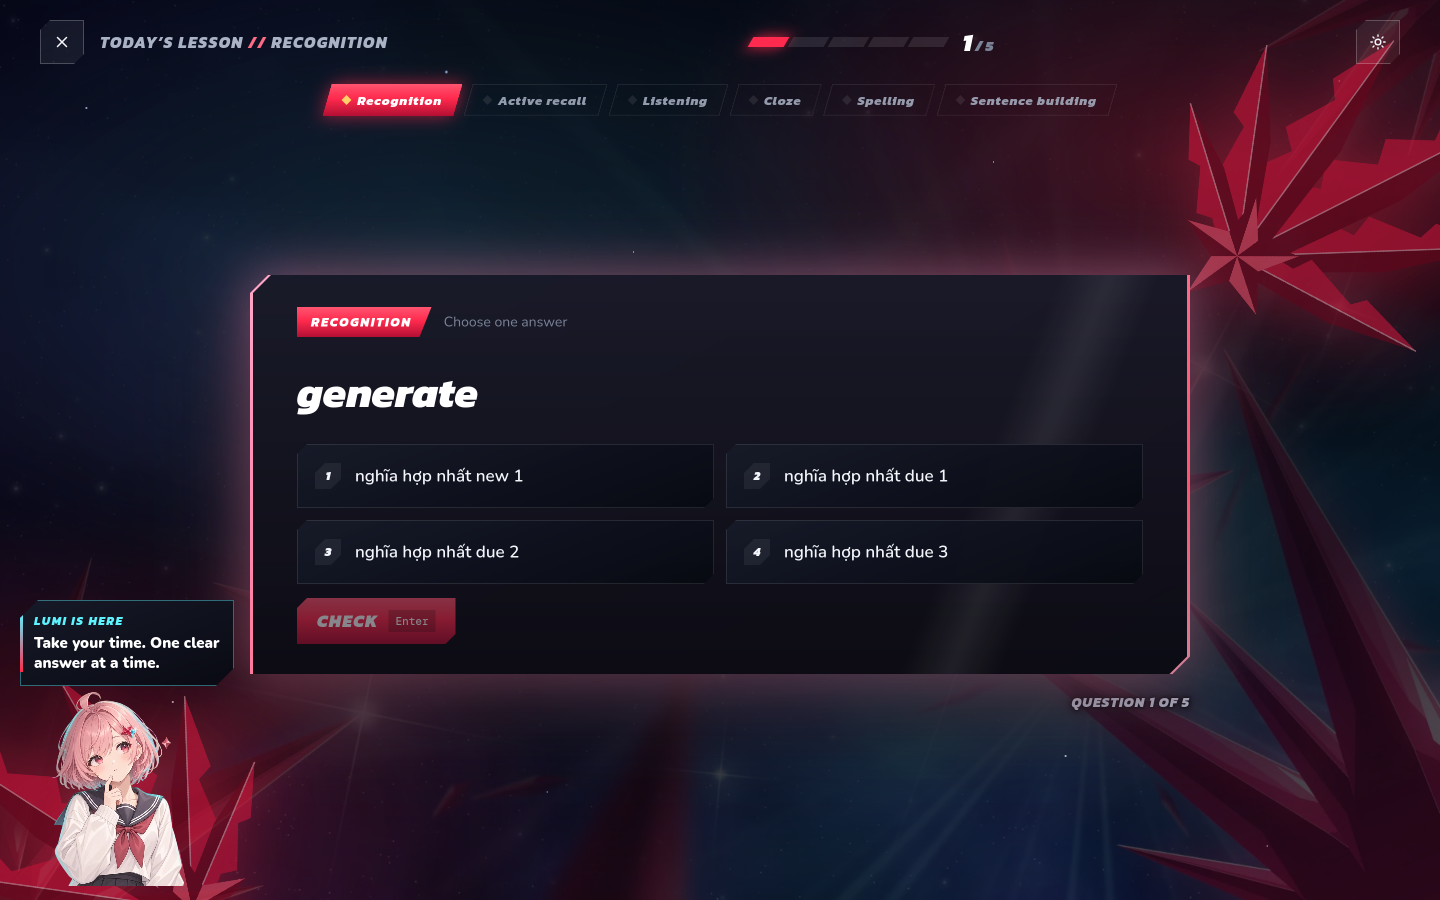 TODAY'S LESSON // RECOGNITION
1 / 5
Recognition
Active recall
Listening
Cloze
Spelling
Sentence building
RECOGNITION
Choose one answer
generate
1 nghĩa hợp nhất new 1
2 nghĩa hợp nhất due 1
3 nghĩa hợp nhất due 2
4 nghĩa hợp nhất due 3
CHECK Enter
LUMI IS HERE
Take your time. One clear
answer at a time.
QUESTION 1 OF 5